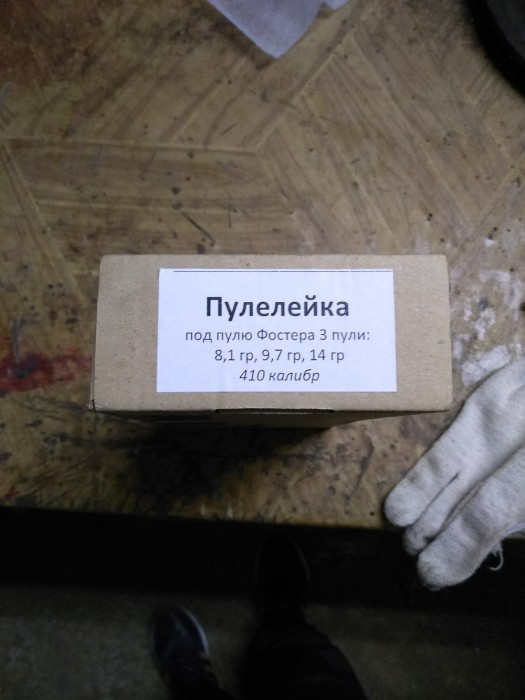 Пулелейка
под пулю Фостера 3 пули:
8,1 гр, 9,7 гр, 14 гр
410 калибр